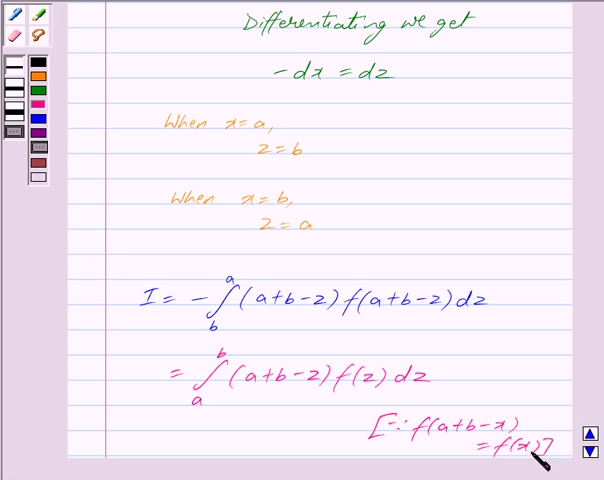 Differentiating we get
-dx = dz
When x=a,
z=b
When x=b,
z=a
I = -∫_b^a (a+b-z) f(a+b-z) dz
= ∫_a^b (a+b-z) f(z) dz
[∵ f(a+b-x)
= f(x)]